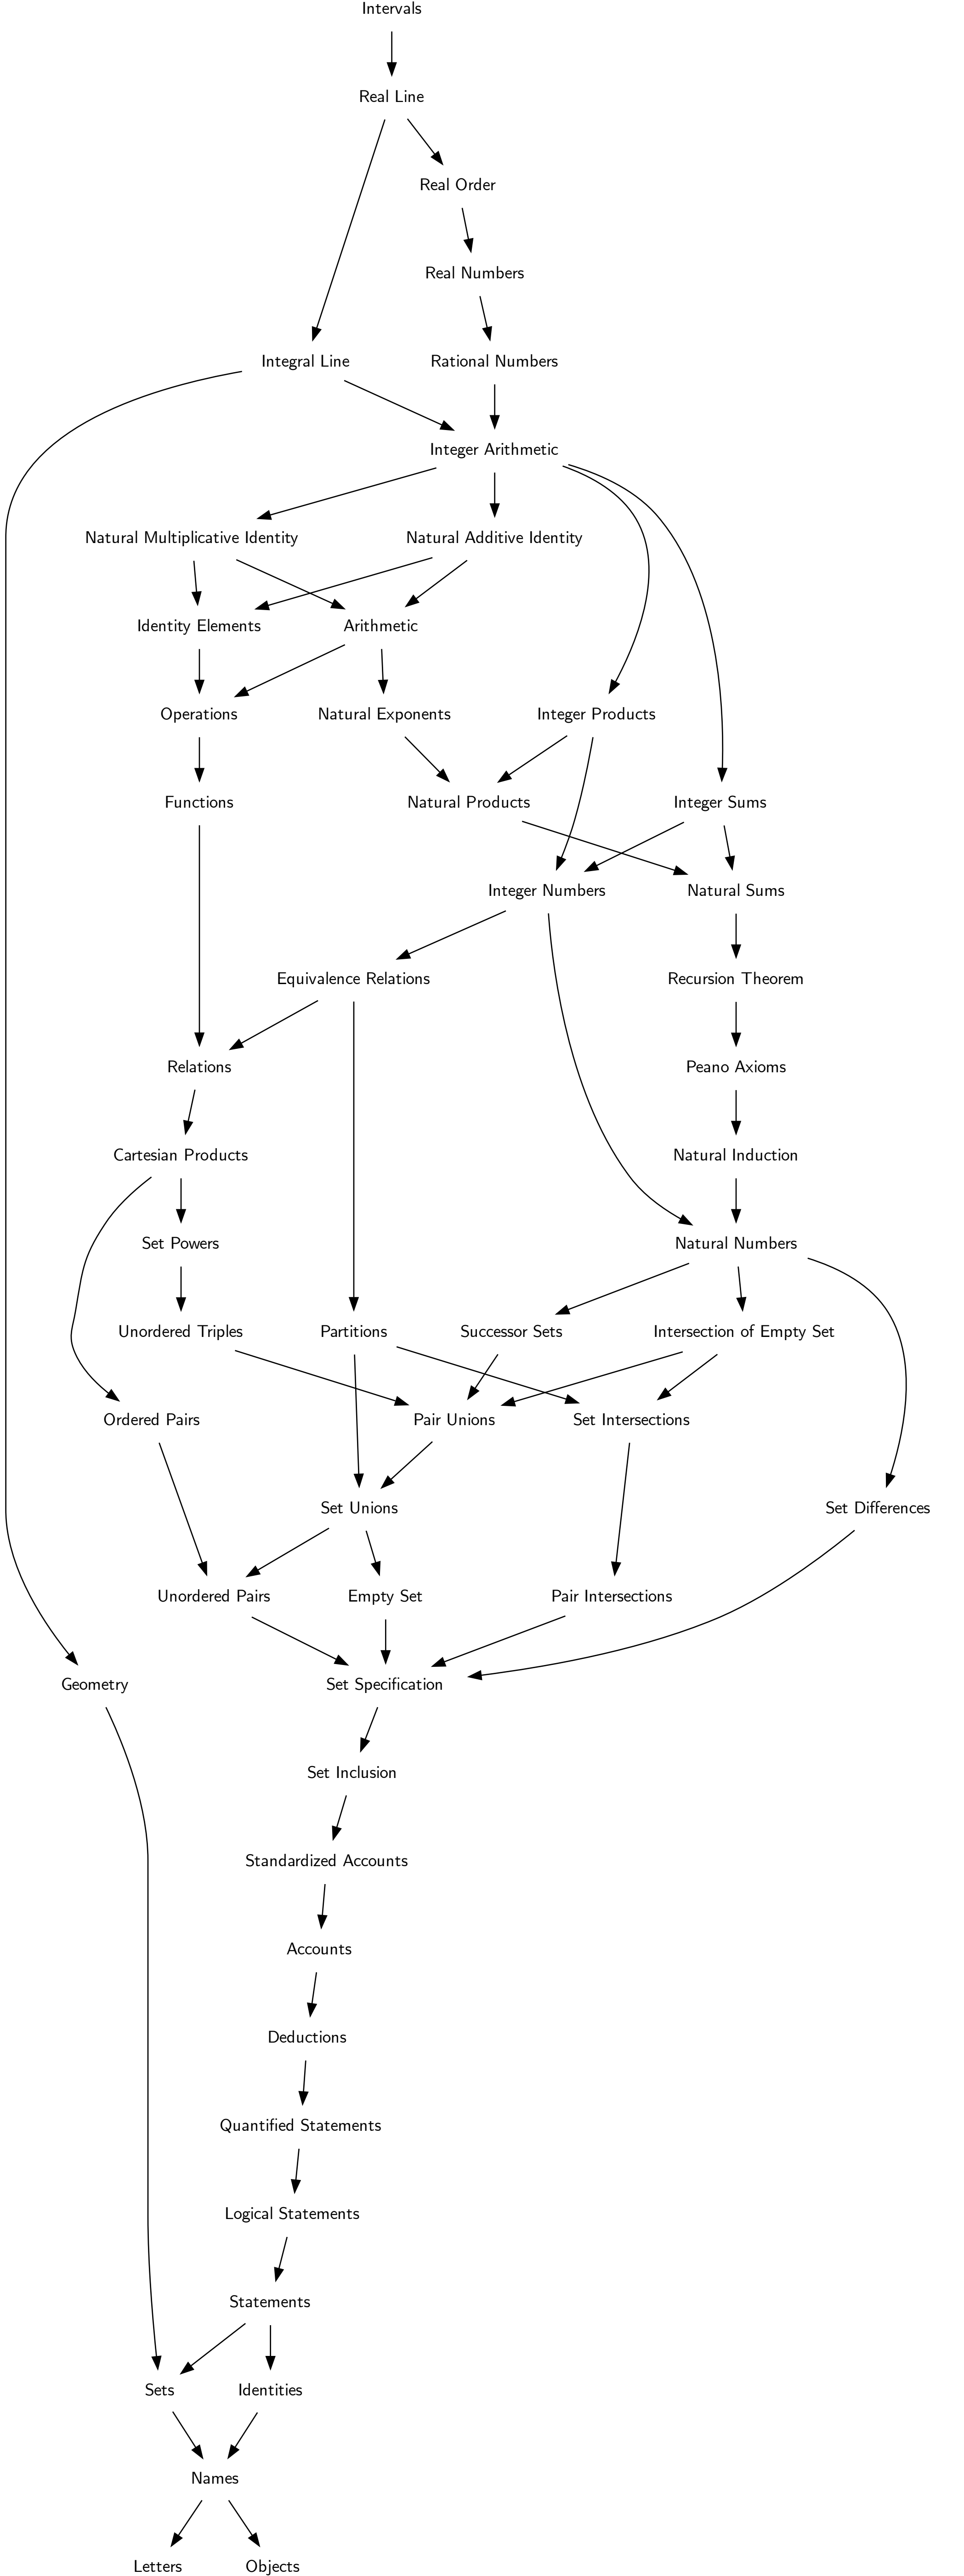 Intervals
Real Line
Real Order
Real Numbers
Integral Line
Rational Numbers
Integer Arithmetic
Natural Multiplicative Identity
Natural Additive Identity
Identity Elements
Arithmetic
Operations
Natural Exponents
Integer Products
Functions
Natural Products
Integer Sums
Integer Numbers
Natural Sums
Equivalence Relations
Recursion Theorem
Relations
Peano Axioms
Cartesian Products
Natural Induction
Set Powers
Natural Numbers
Unordered Triples
Partitions
Successor Sets
Intersection of Empty Set
Ordered Pairs
Pair Unions
Set Intersections
Set Unions
Set Differences
Unordered Pairs
Empty Set
Pair Intersections
Geometry
Set Specification
Set Inclusion
Standardized Accounts
Accounts
Deductions
Quantified Statements
Logical Statements
Statements
Sets
Identities
Names
Letters
Objects